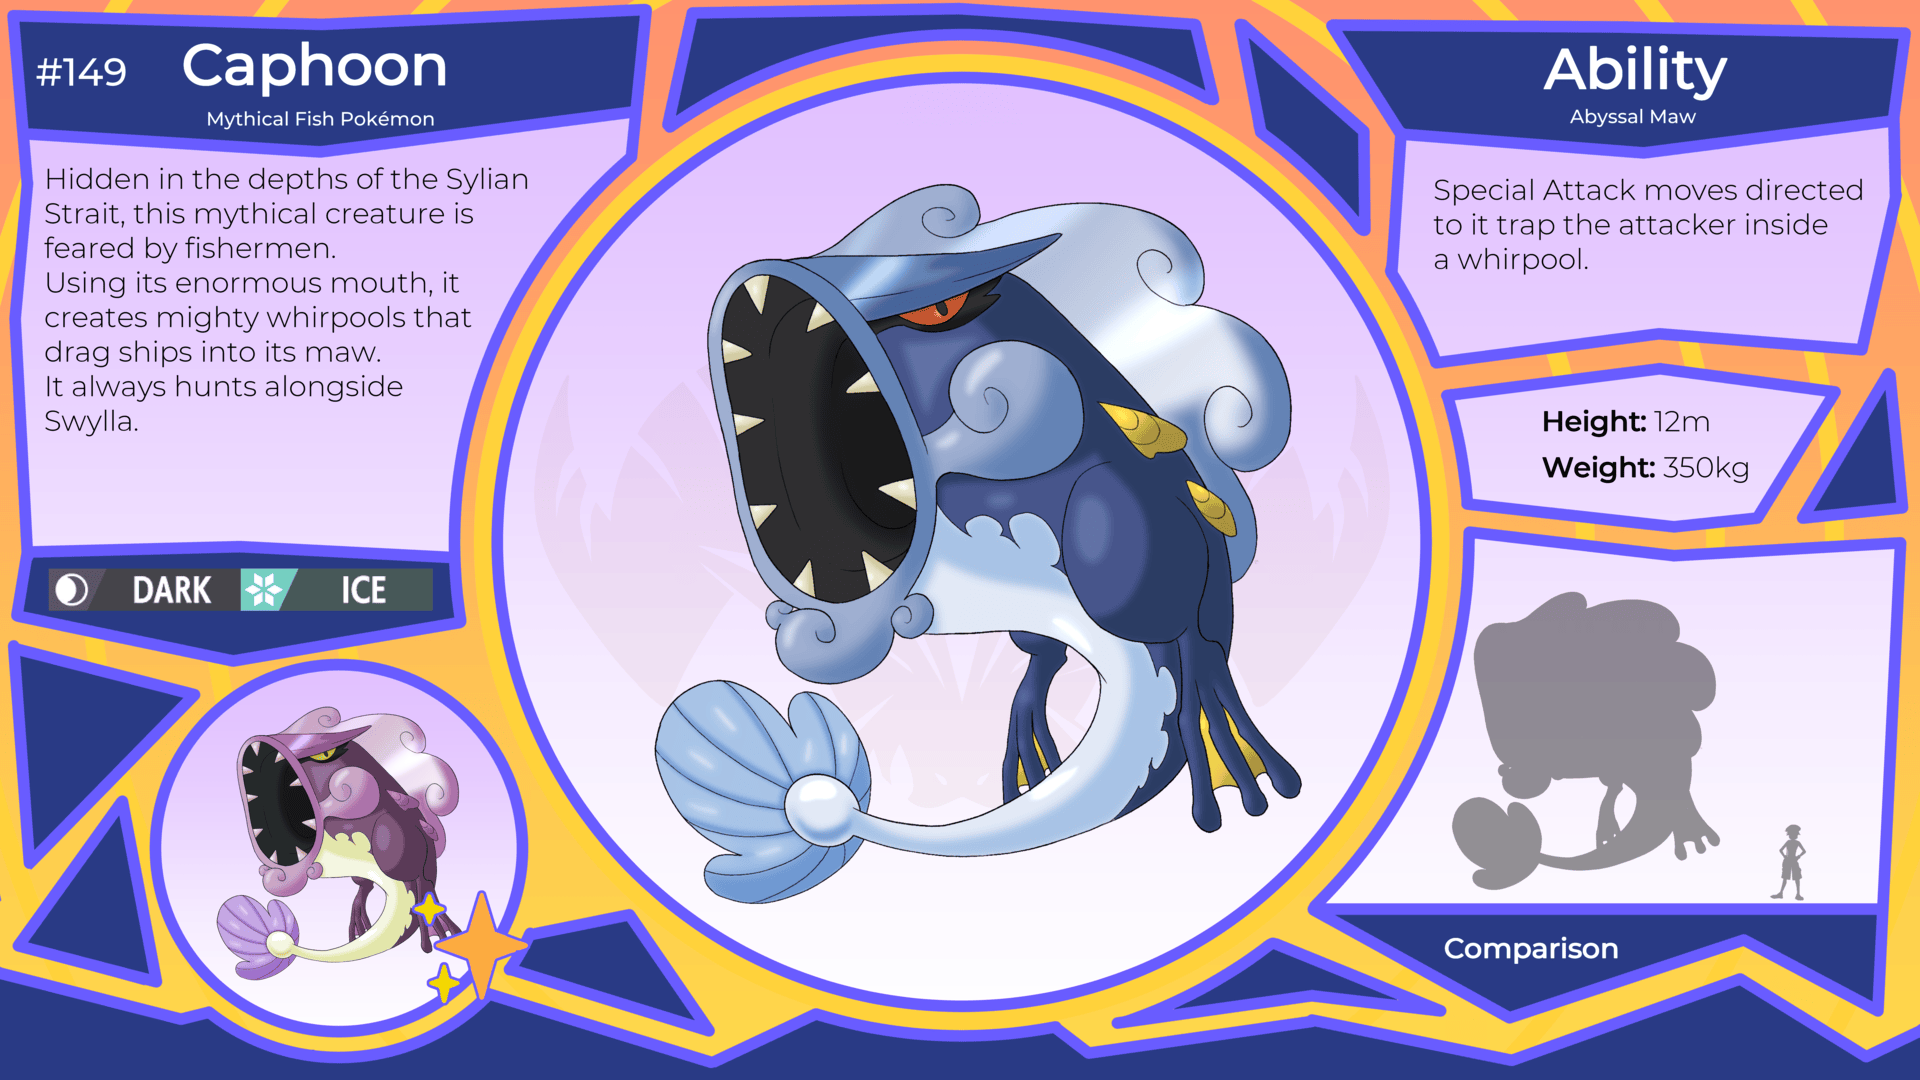 #149 Caphoon
Mythical Fish Pokémon
Hidden in the depths of the Sylian
Strait, this mythical creature is
feared by fishermen.
Using its enormous mouth, it
creates mighty whirpools that
drag ships into its maw.
It always hunts alongside
Swylla.
DARK ICE
Ability
Abyssal Maw
Special Attack moves directed
to it trap the attacker inside
a whirpool.
Height: 12m
Weight: 350kg
Comparison